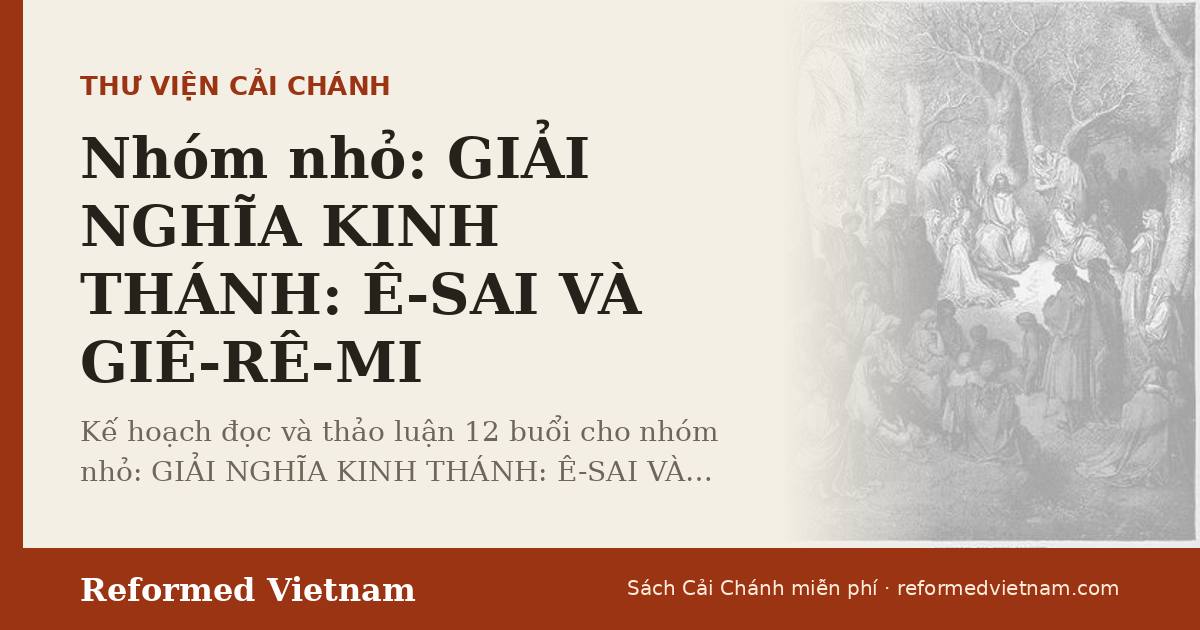 THƯ VIỆN CẢI CHÁNH
Nhóm nhỏ: GIẢI
NGHĨA KINH
THÁNH: Ê-SAI VÀ
GIÊ-RÊ-MI
Kế hoạch đọc và thảo luận 12 buổi cho nhóm
nhỏ: GIẢI NGHĨA KINH THÁNH: Ê-SAI VÀ...
Reformed Vietnam
Sách Cải Chánh miễn phí · reformedvietnam.com